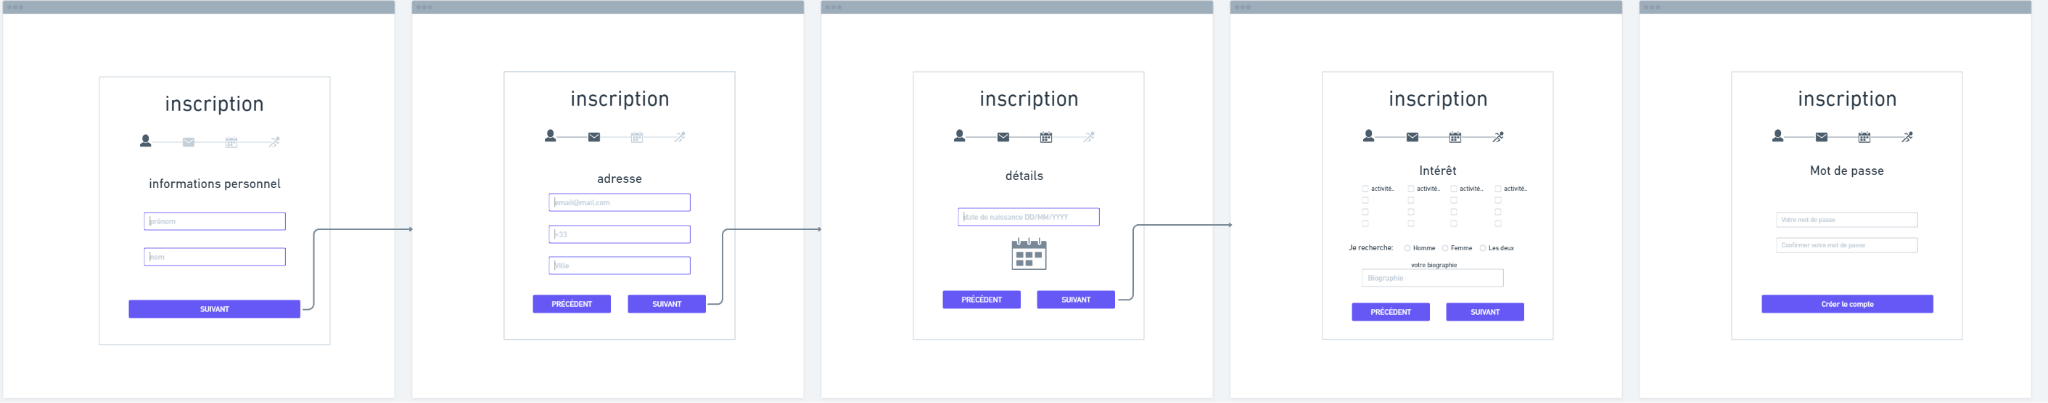 inscription
informations personnel
prénom
nom
SUIVANT
inscription
adresse
email@mail.com
+33
Ville
PRÉCÉDENT SUIVANT
inscription
détails
date de naissance DD/MM/YYYY
PRÉCÉDENT SUIVANT
inscription
Intérêt
activité.. activité.. activité.. activité..
Je recherche: Homme Femme Les deux
votre biographie
Biographie
PRÉCÉDENT SUIVANT
inscription
Mot de passe
Votre mot de passe
Confirmer votre mot de passe
Créer le compte